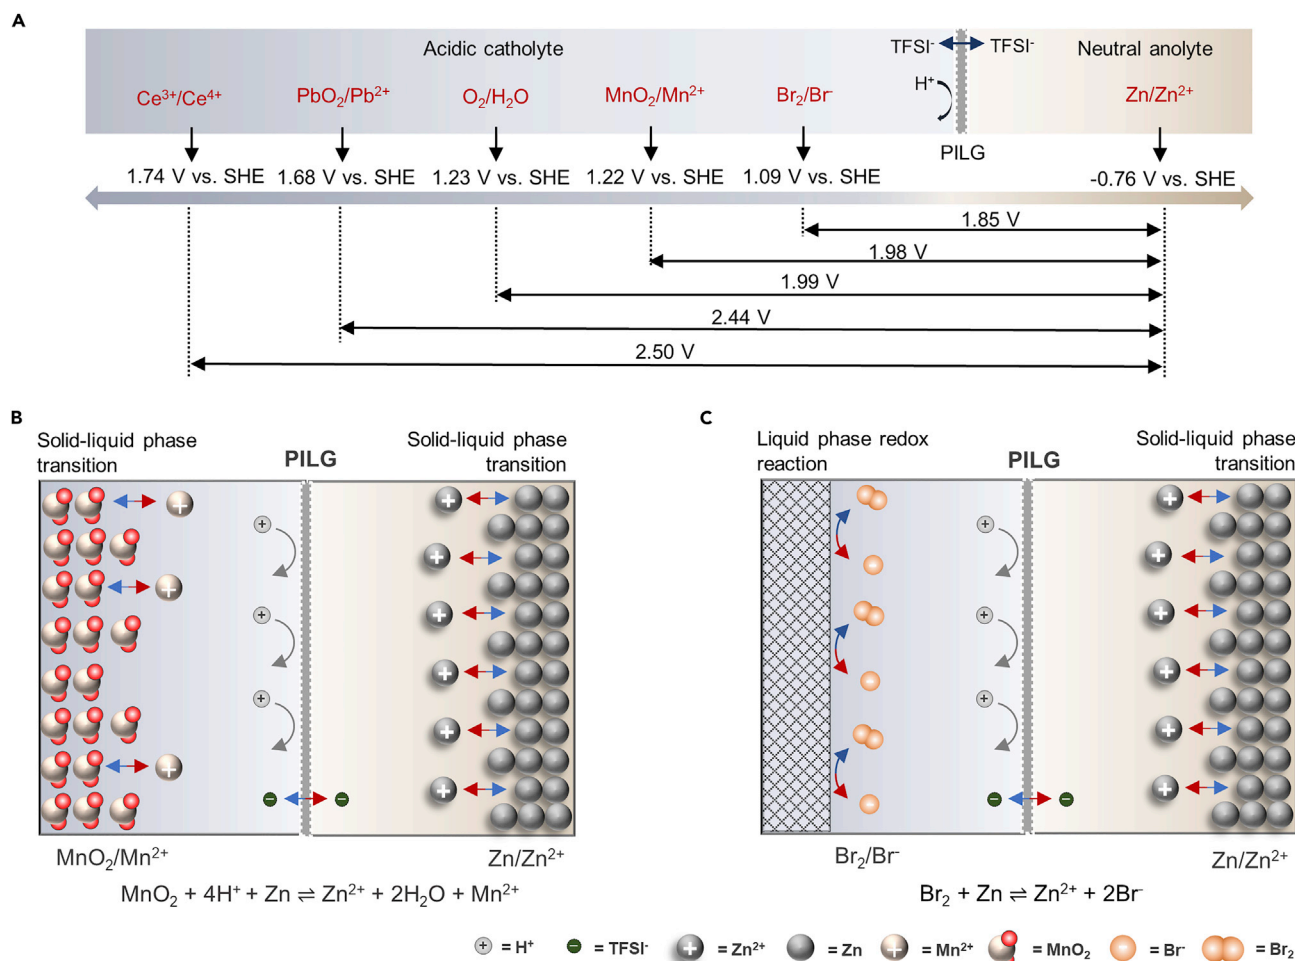 A
Acidic catholyte
TFSI⁻ TFSI⁻
Neutral anolyte
H⁺
Ce³⁺/Ce⁴⁺ PbO₂/Pb²⁺ O₂/H₂O MnO₂/Mn²⁺ Br₂/Br⁻ Zn/Zn²⁺
PILG
1.74 V vs. SHE 1.68 V vs. SHE 1.23 V vs. SHE 1.22 V vs. SHE 1.09 V vs. SHE -0.76 V vs. SHE
1.85 V
1.98 V
1.99 V
2.44 V
2.50 V
B
Solid-liquid phase
transition
PILG
Solid-liquid phase
transition
+ + + + + + + + + + + +
− −
MnO₂/Mn²⁺ Zn/Zn²⁺
MnO₂ + 4H⁺ + Zn ⇌ Zn²⁺ + 2H₂O + Mn²⁺
C
Liquid phase redox
reaction
PILG
Solid-liquid phase
transition
+ + + + + + + + +
− − −
− −
Br₂/Br⁻ Zn/Zn²⁺
Br₂ + Zn ⇌ Zn²⁺ + 2Br⁻
+ = H⁺ − = TFSI⁻ + = Zn²⁺ = Zn + = Mn²⁺ = MnO₂ − = Br⁻ = Br₂